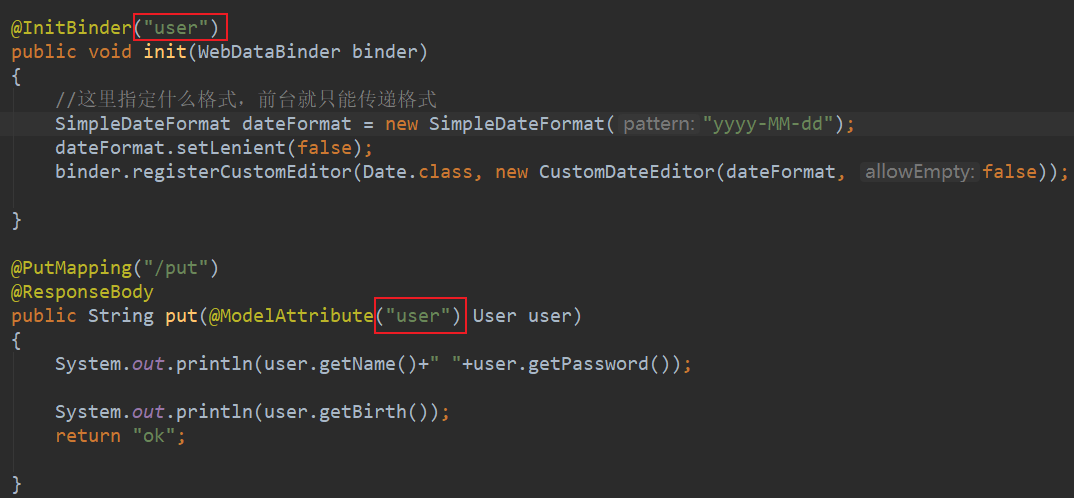 @InitBinder("user")
public void init(WebDataBinder binder)
{
//这里指定什么格式，前台就只能传递格式
SimpleDateFormat dateFormat = new SimpleDateFormat( pattern: "yyyy-MM-dd");
dateFormat.setLenient(false);
binder.registerCustomEditor(Date.class, new CustomDateEditor(dateFormat, allowEmpty: false));
}
@PutMapping("/put")
@ResponseBody
public String put(@ModelAttribute("user") User user)
{
System.out.println(user.getName()+" "+user.getPassword());
System.out.println(user.getBirth());
return "ok";
}